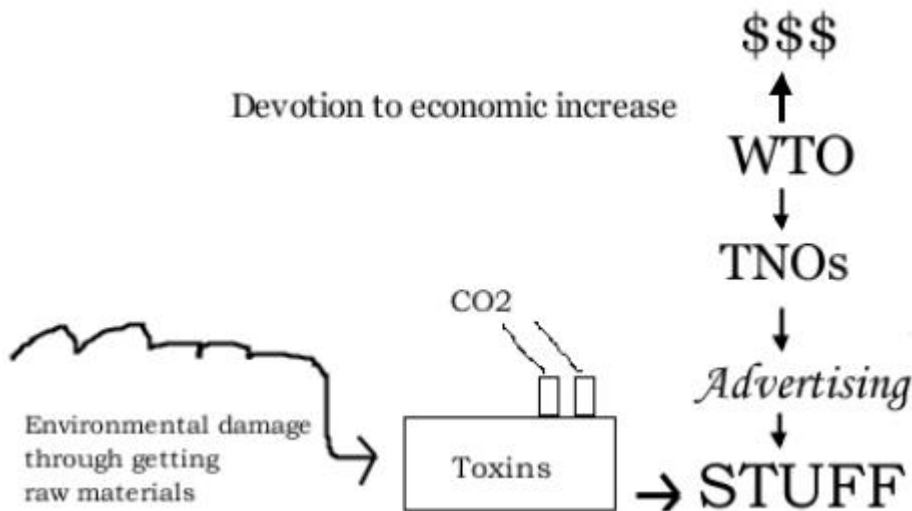 $$$
Devotion to economic increase
WTO
TNOs
CO2
Advertising
Environmental damage
through getting
raw materials
Toxins
STUFF